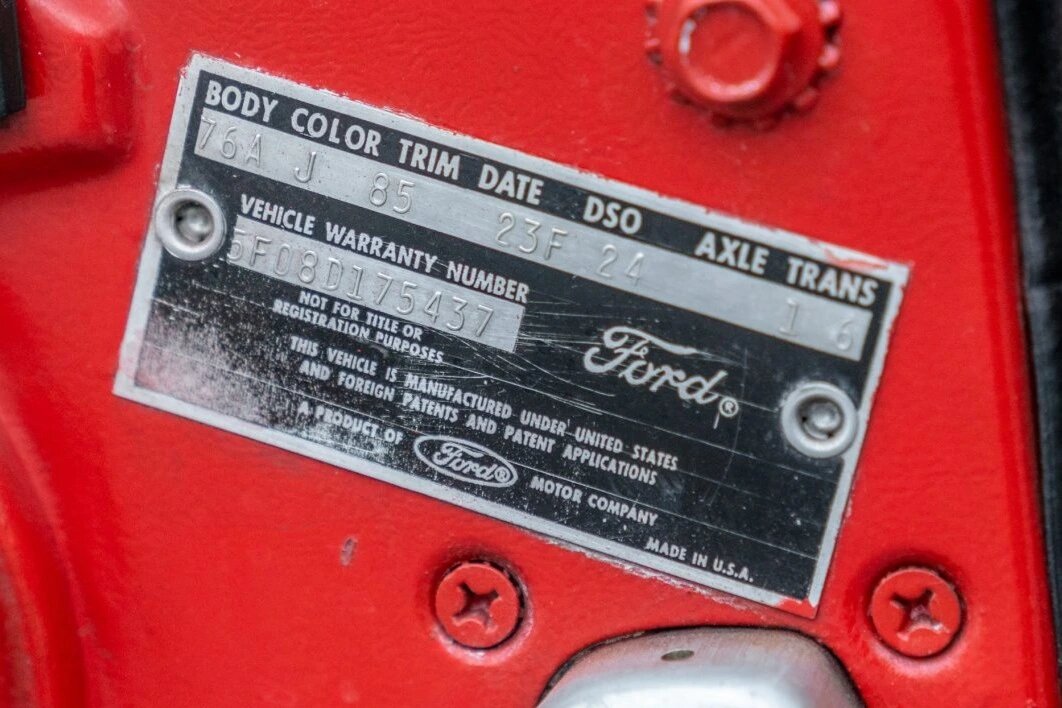 BODY COLOR TRIM DATE DSO AXLE TRANS
76A J 85 23F 24 1 6
VEHICLE WARRANTY NUMBER
5F08D175437
NOT FOR TITLE OR
REGISTRATION PURPOSES
Ford®
THIS VEHICLE IS MANUFACTURED UNDER UNITED STATES
AND FOREIGN PATENTS AND PATENT APPLICATIONS
A PRODUCT OF Ford® MOTOR COMPANY
MADE IN U.S.A.